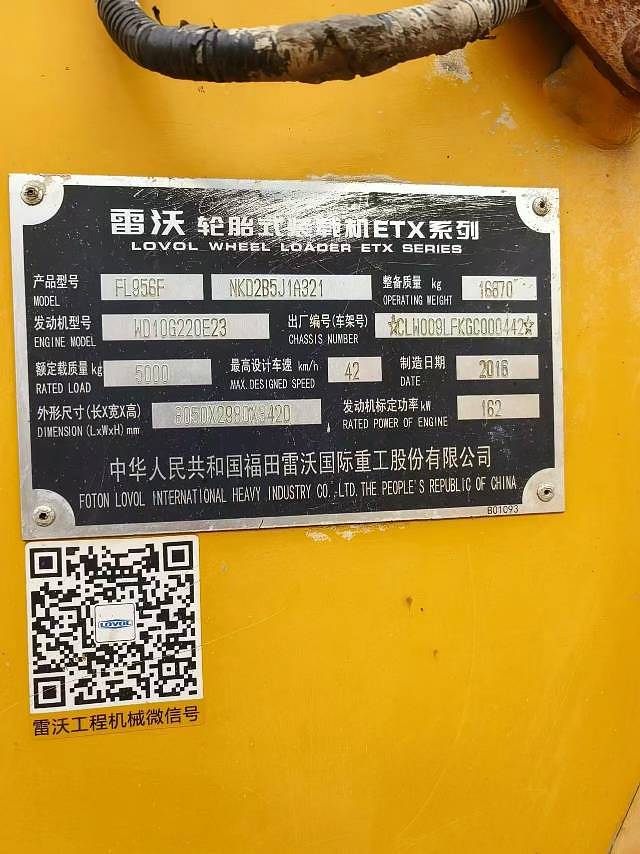 雷沃 轮胎式装载机ETX系列
LOVOL WHEEL LOADER ETX SERIES
产品型号 FL956F NKD2B5J1A321 整备质量 kg 16870
MODEL OPERATING WEIGHT
发动机型号 WD10G220E23 出厂编号(车架号) ☆CLW009LFKGC000442☆
ENGINE MODEL CHASSIS NUMBER
额定载质量 kg 5000 最高设计车速 km/h 42 制造日期 2016
RATED LOAD MAX.DESIGNED SPEED DATE
外形尺寸(长X宽X高) 8050X2980X3420 发动机标定功率 kW 162
DIMENSION (LxWxH) mm RATED POWER OF ENGINE
中华人民共和国福田雷沃国际重工股份有限公司
FOTON LOVOL INTERNATIONAL HEAVY INDUSTRY CO.,LTD.THE PEOPLE'S REPUBLIC OF CHINA
B01093
LOVOL
雷沃工程机械微信号